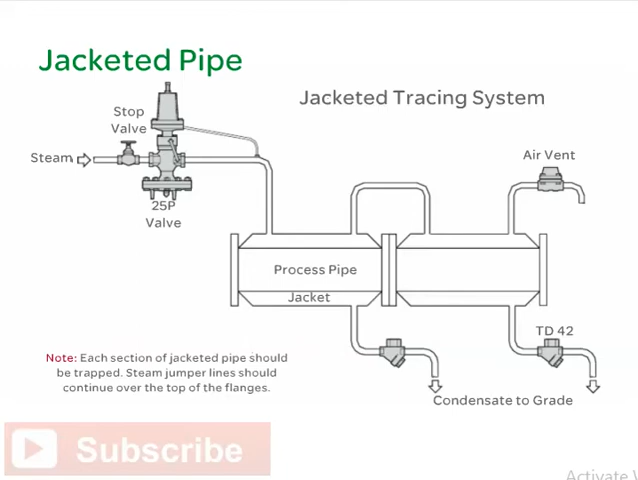 Jacketed Pipe
Jacketed Tracing System
Stop
Valve
Steam
25P
Valve
Air Vent
Process Pipe
Jacket
TD 42
Note: Each section of jacketed pipe should
be trapped. Steam jumper lines should
continue over the top of the flanges.
Condensate to Grade
Subscribe
Activate